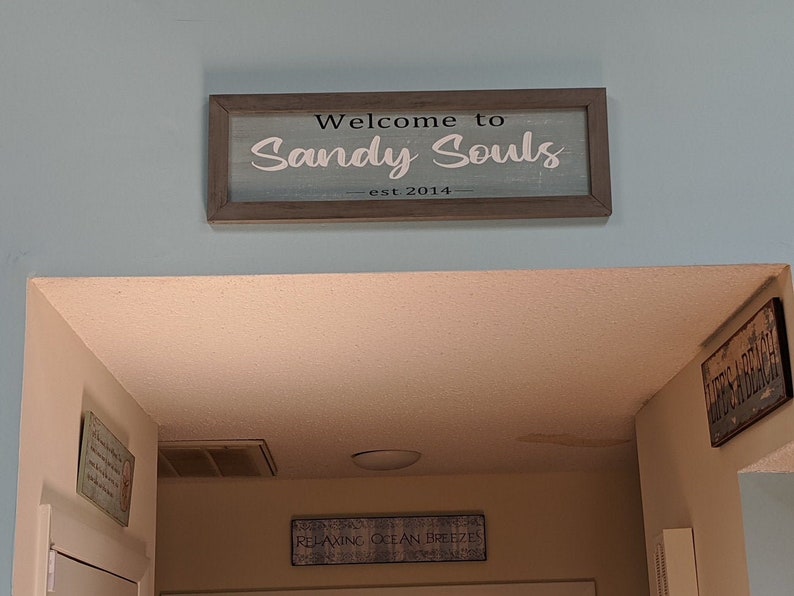 Welcome to
Sandy Souls
est. 2014
LIFE'S A BEACH
RELAXING OCEAN BREEZES